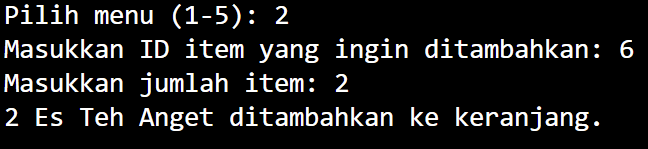 Pilih menu (1-5): 2
Masukkan ID item yang ingin ditambahkan: 6
Masukkan jumlah item: 2
2 Es Teh Anget ditambahkan ke keranjang.